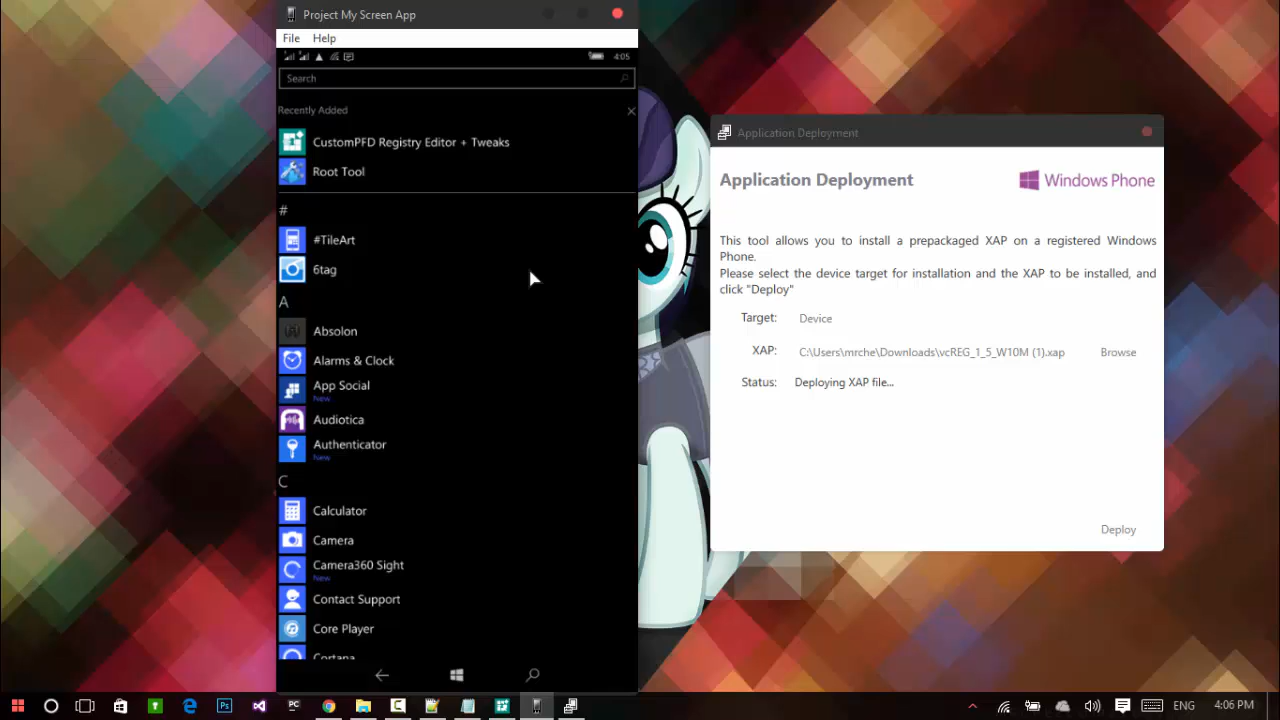 Project My Screen App
File Help
4:05
Search
Recently Added
CustomPFD Registry Editor + Tweaks
Root Tool
#
#TileArt
6tag
A
Absolon
Alarms & Clock
App Social
New
Audiotica
Authenticator
New
C
Calculator
Camera
Camera360 Sight
New
Contact Support
Core Player
Cortana
Application Deployment
Application Deployment
Windows Phone
This tool allows you to install a prepackaged XAP on a registered Windows
Phone.
Please select the device target for installation and the XAP to be installed, and
click "Deploy"
Target: Device
XAP: C:\Users\mrche\Downloads\vcREG_1_5_W10M (1).xap Browse
Status: Deploying XAP file...
Deploy
Ps PC ENG 4:06 PM